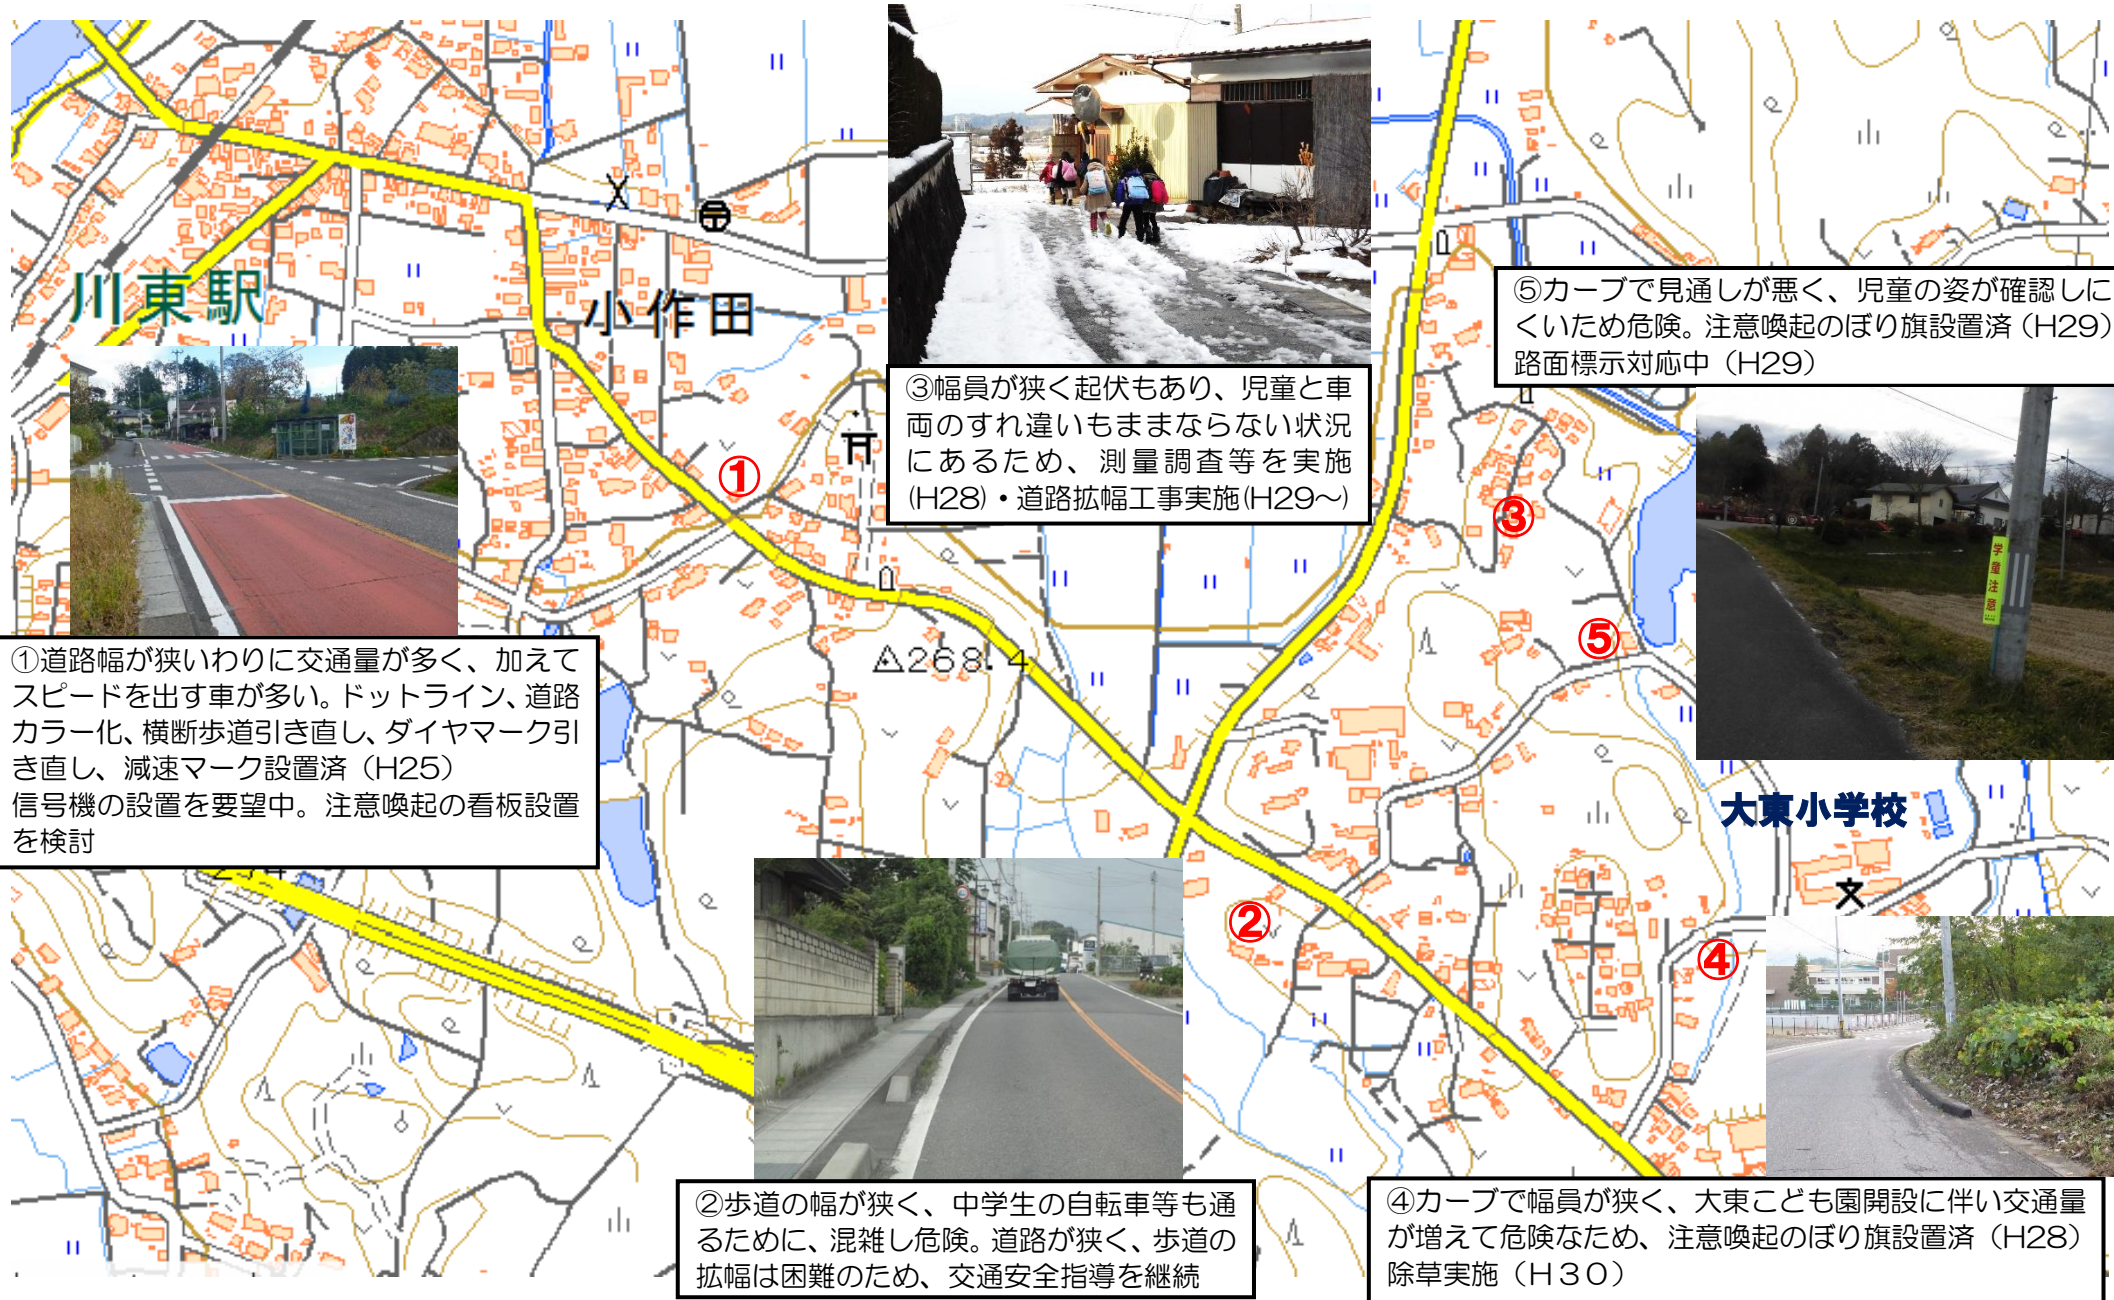 川東駅
小作田
①
③
⑤
△268.4
②
④
大東小学校
学童注意
③幅員が狭く起伏もあり、児童と車
両のすれ違いもままならない状況
にあるため、測量調査等を実施
(H28)・道路拡幅工事実施(H29～)
⑤カーブで見通しが悪く、児童の姿が確認しに
くいため危険。注意喚起のぼり旗設置済(H29)
路面標示対応中(H29)
①道路幅が狭いわりに交通量が多く、加えて
スピードを出す車が多い。ドットライン、道路
カラー化、横断歩道引き直し、ダイヤマーク引
き直し、減速マーク設置済(H25)
信号機の設置を要望中。注意喚起の看板設置
を検討
②歩道の幅が狭く、中学生の自転車等も通
るために、混雑し危険。道路が狭く、歩道の
拡幅は困難のため、交通安全指導を継続
④カーブで幅員が狭く、大東こども園開設に伴い交通量
が増えて危険なため、注意喚起のぼり旗設置済(H28)
除草実施(H30)